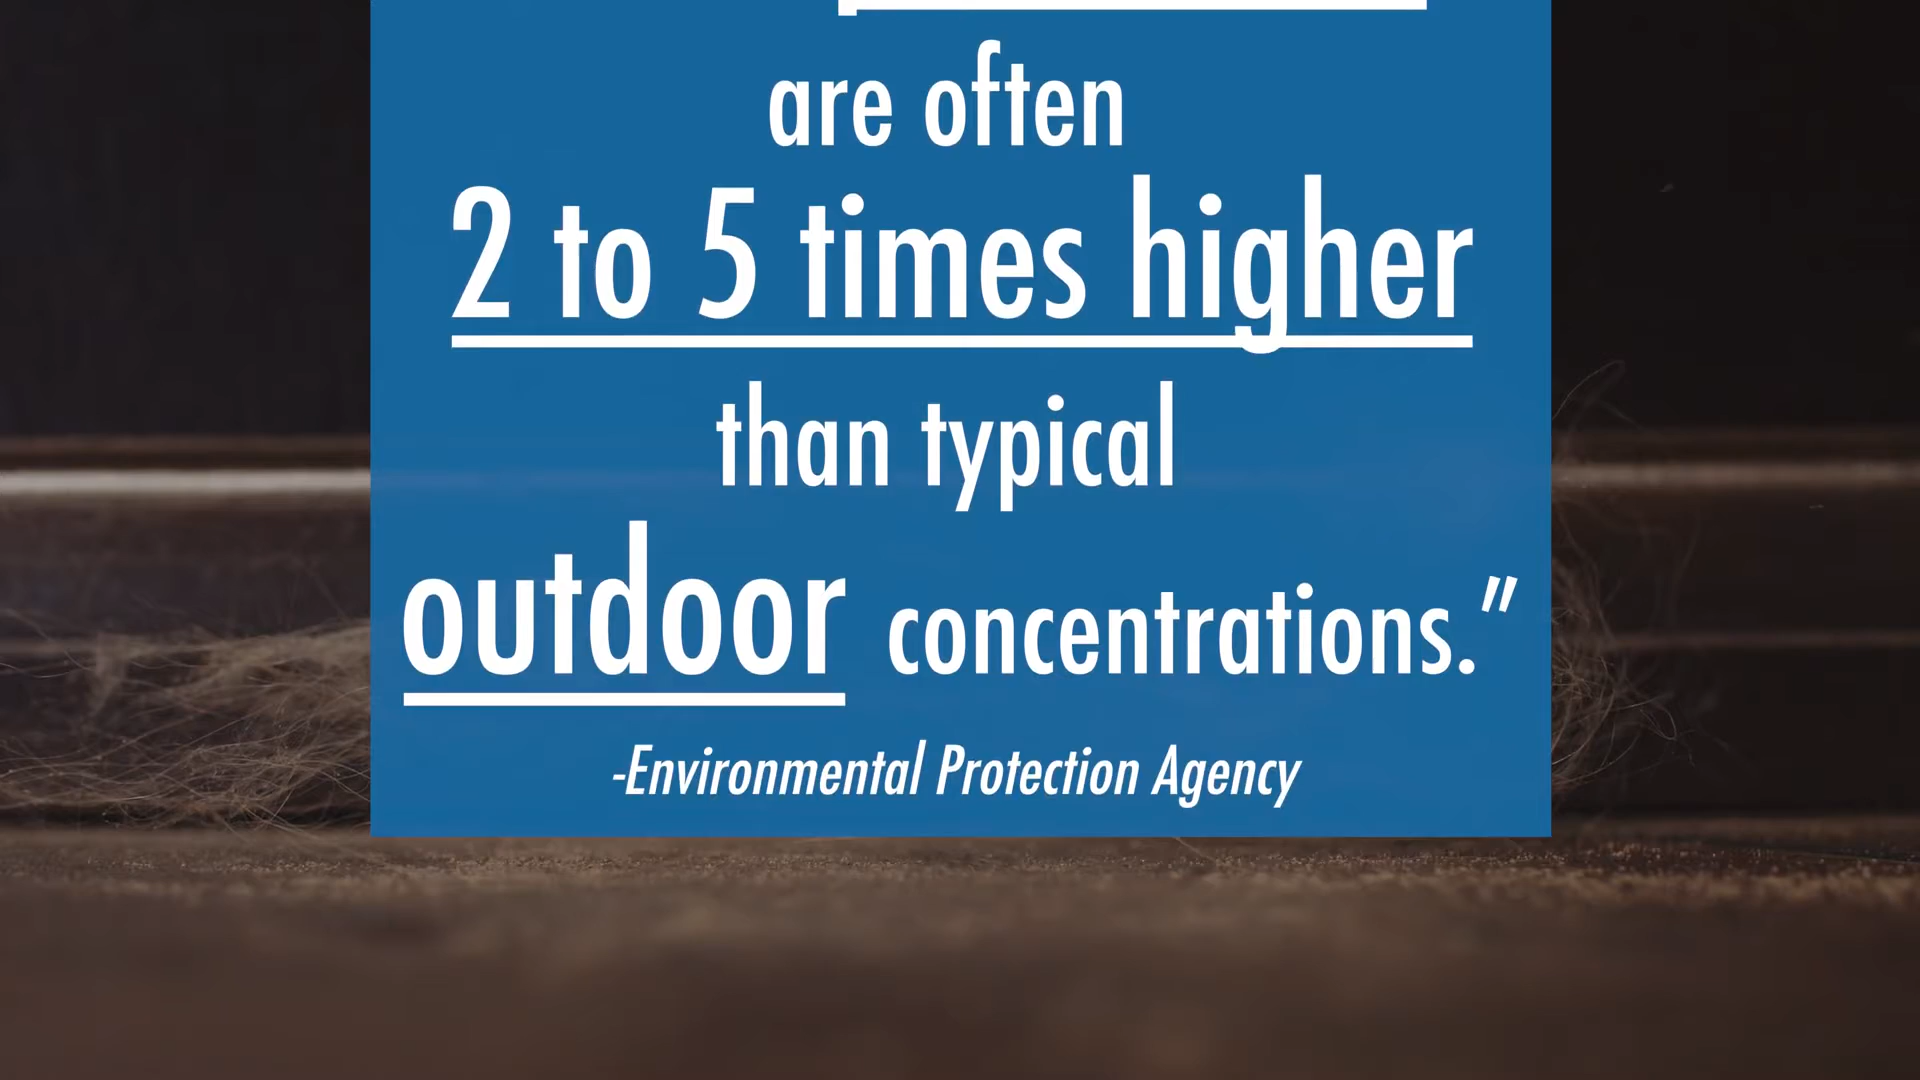 are often
2 to 5 times higher
than typical
outdoor concentrations.”
-Environmental Protection Agency